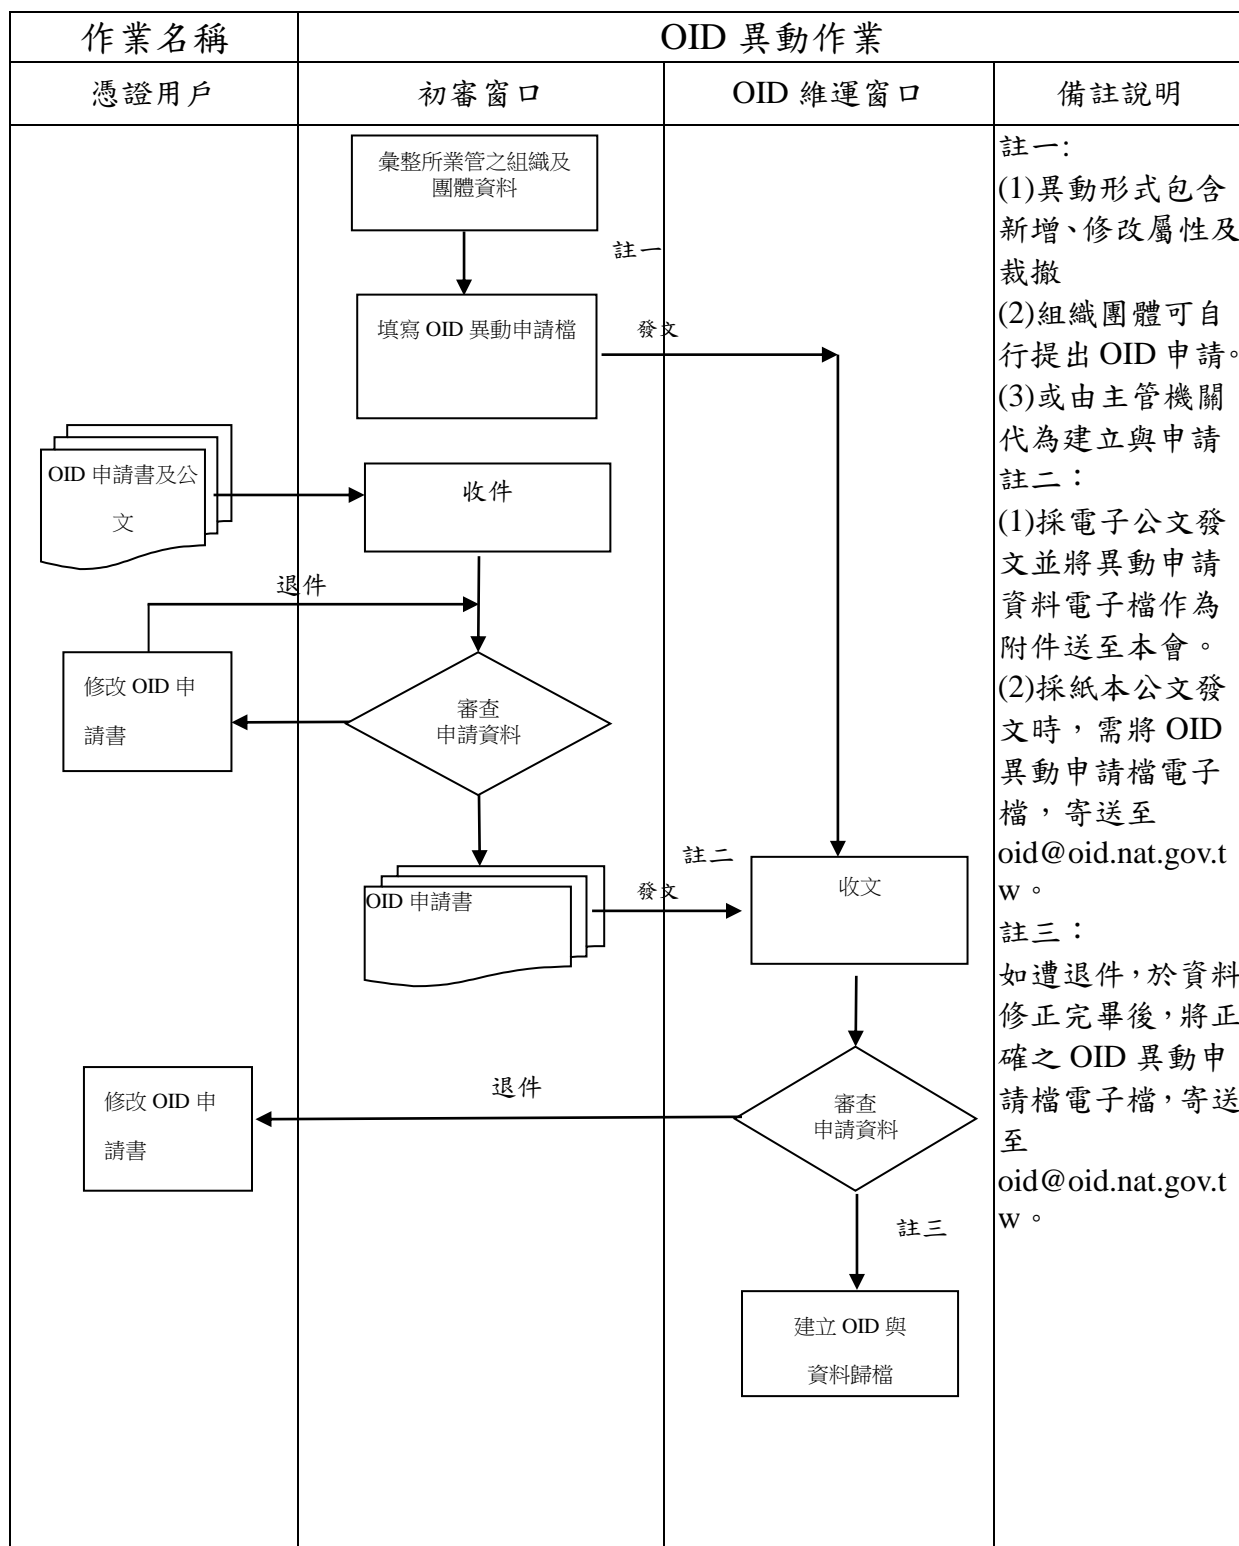 作業名稱
OID 異動作業
憑證用戶
初審窗口
OID 維運窗口
備註說明
彙整所業管之組織及
團體資料
註一
填寫 OID 異動申請檔
發文
OID 申請書及公
文
收件
退件
修改 OID 申
請書
審查
申請資料
OID 申請書
註二
發文
收文
修改 OID 申
請書
退件
審查
申請資料
註三
建立 OID 與
資料歸檔
註一:
(1)異動形式包含
新增、修改屬性及
裁撤
(2)組織團體可自
行提出 OID 申請。
(3)或由主管機關
代為建立與申請
註二：
(1)採電子公文發
文並將異動申請
資料電子檔作為
附件送至本會。
(2)採紙本公文發
文時，需將 OID
異動申請檔電子
檔，寄送至
oid@oid.nat.gov.t
w。
註三：
如遭退件，於資料
修正完畢後，將正
確之 OID 異動申
請檔電子檔，寄送
至
oid@oid.nat.gov.t
w。